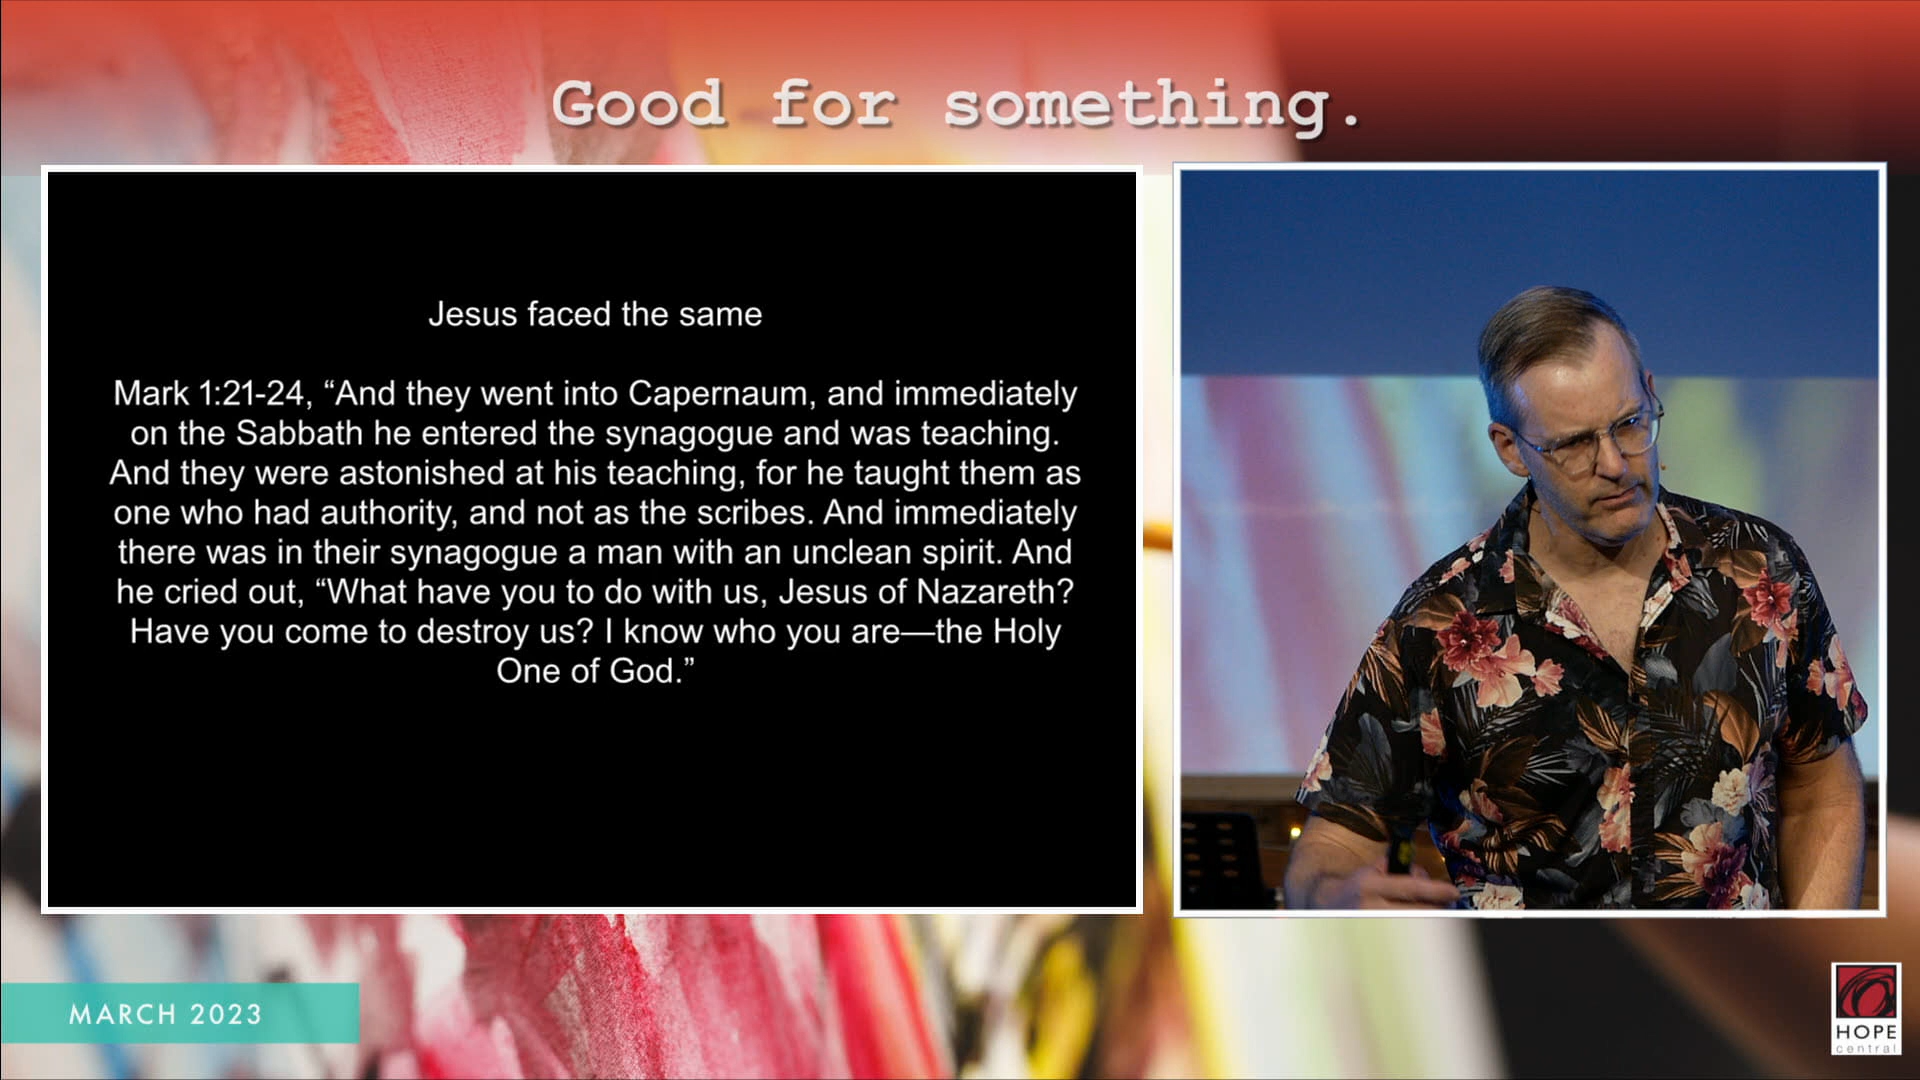 Good for something.
Jesus faced the same
Mark 1:21-24, “And they went into Capernaum, and immediately
on the Sabbath he entered the synagogue and was teaching.
And they were astonished at his teaching, for he taught them as
one who had authority, and not as the scribes. And immediately
there was in their synagogue a man with an unclean spirit. And
he cried out, “What have you to do with us, Jesus of Nazareth?
Have you come to destroy us? I know who you are—the Holy
One of God.”
MARCH 2023
HOPE
central